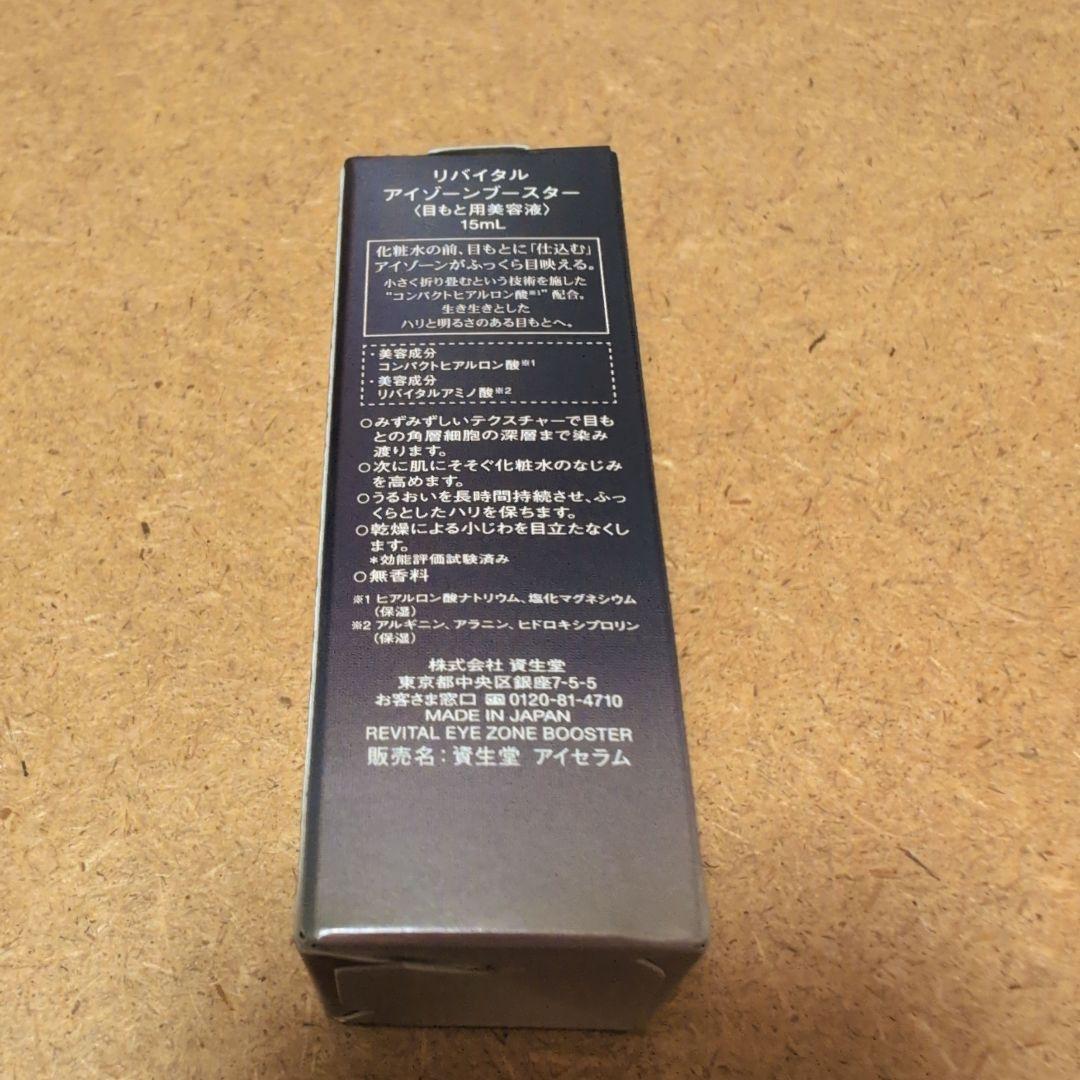 リバイタル
アイゾーンブースター
〈目もと用美容液〉
15mL
化粧水の前、目もとに「仕込む」
アイゾーンがふっくら目映える。
小さく折り畳むという技術を施した
“コンパクトヒアルロン酸※1”配合。
生き生きとした
ハリと明るさのある目もとへ。
・美容成分
コンパクトヒアルロン酸※1
・美容成分
リバイタルアミノ酸※2
○みずみずしいテクスチャーで目も
との角層細胞の深層まで染み
渡ります。
○次に肌にそそぐ化粧水のなじみ
を高めます。
○うるおいを長時間持続させ、ふっ
くらとしたハリを保ちます。
○乾燥による小じわを目立たなくし
ます。
*効能評価試験済み
○無香料
※1 ヒアルロン酸ナトリウム、塩化マグネシウム
(保湿)
※2 アルギニン、アラニン、ヒドロキシプロリン
(保湿)
株式会社 資生堂
東京都中央区銀座7-5-5
お客さま窓口 0120-81-4710
MADE IN JAPAN
REVITAL EYE ZONE BOOSTER
販売名：資生堂 アイセラム